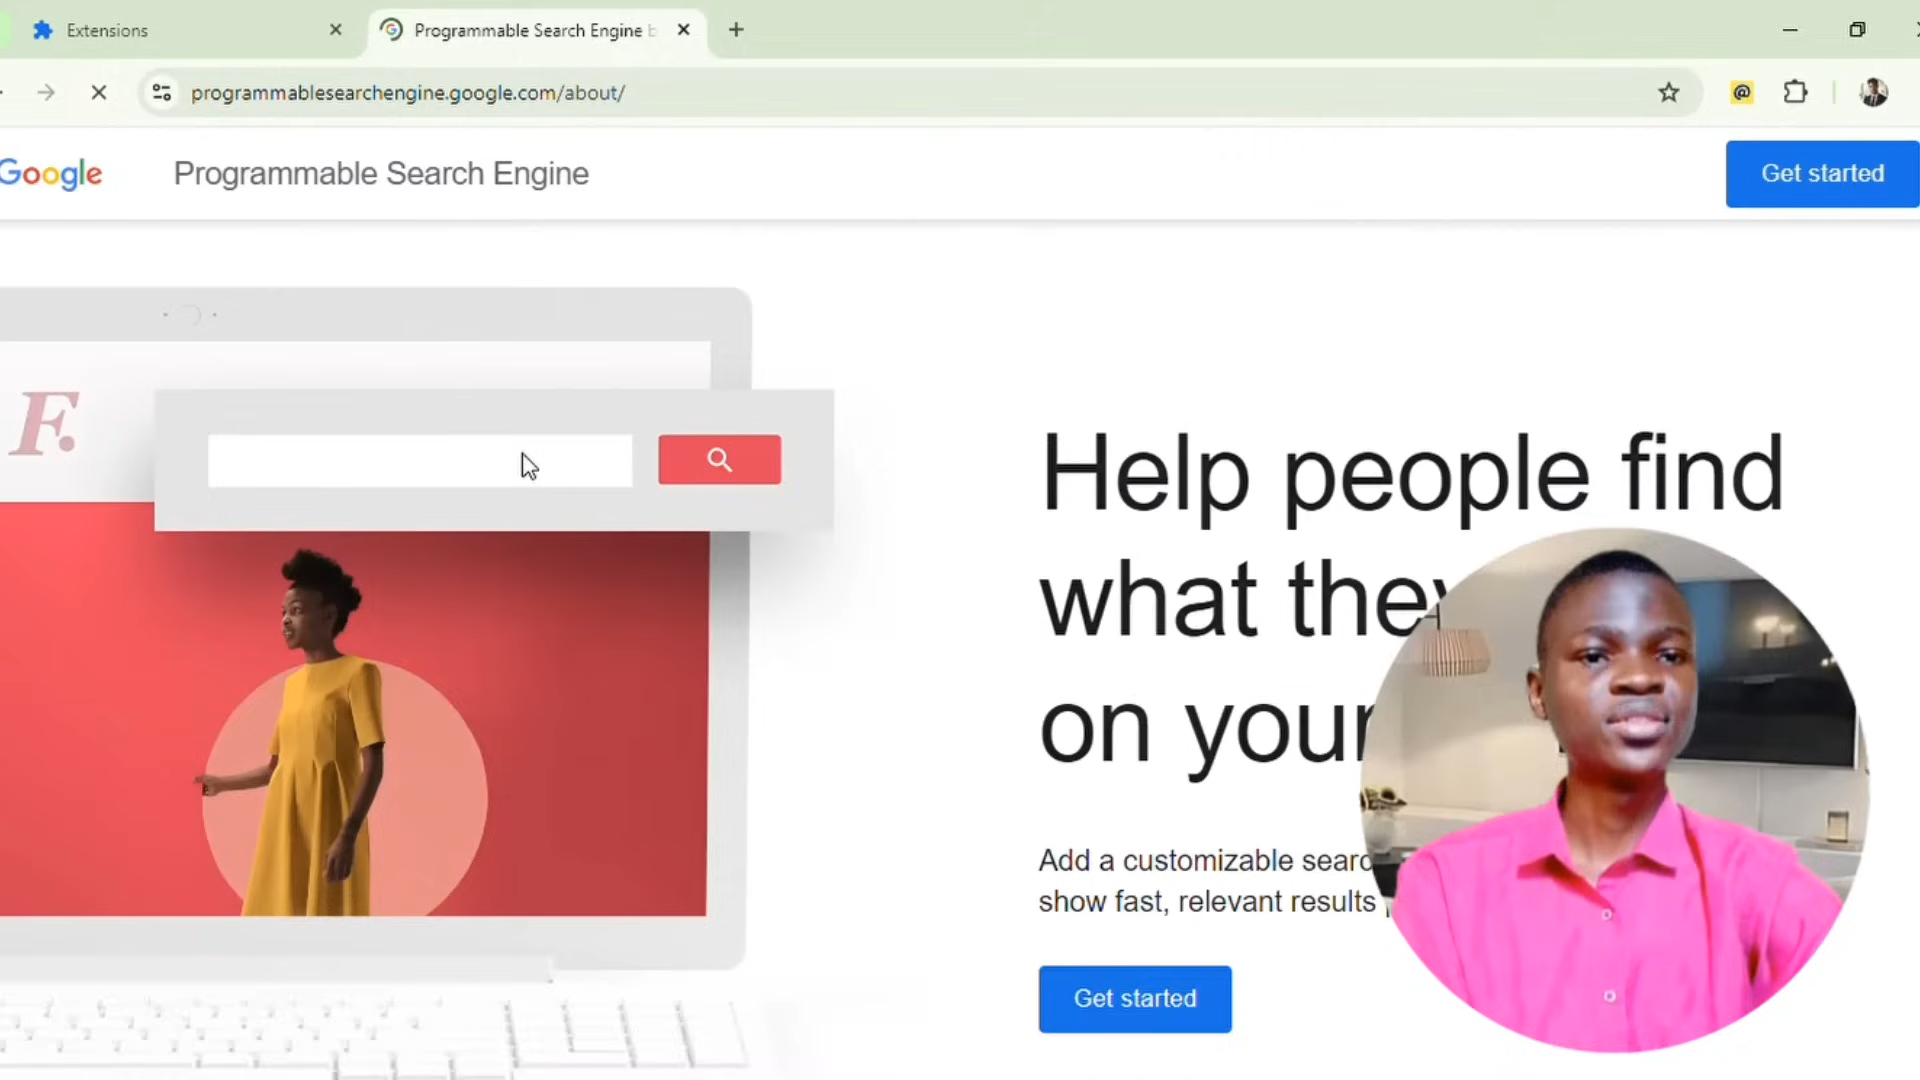 Extensions
Programmable Search Engine
programmablesearchengine.google.com/about/
Google
Programmable Search Engine
Get started
F.
Help people find
what they
on your
Add a customizable searc
show fast, relevant results
Get started